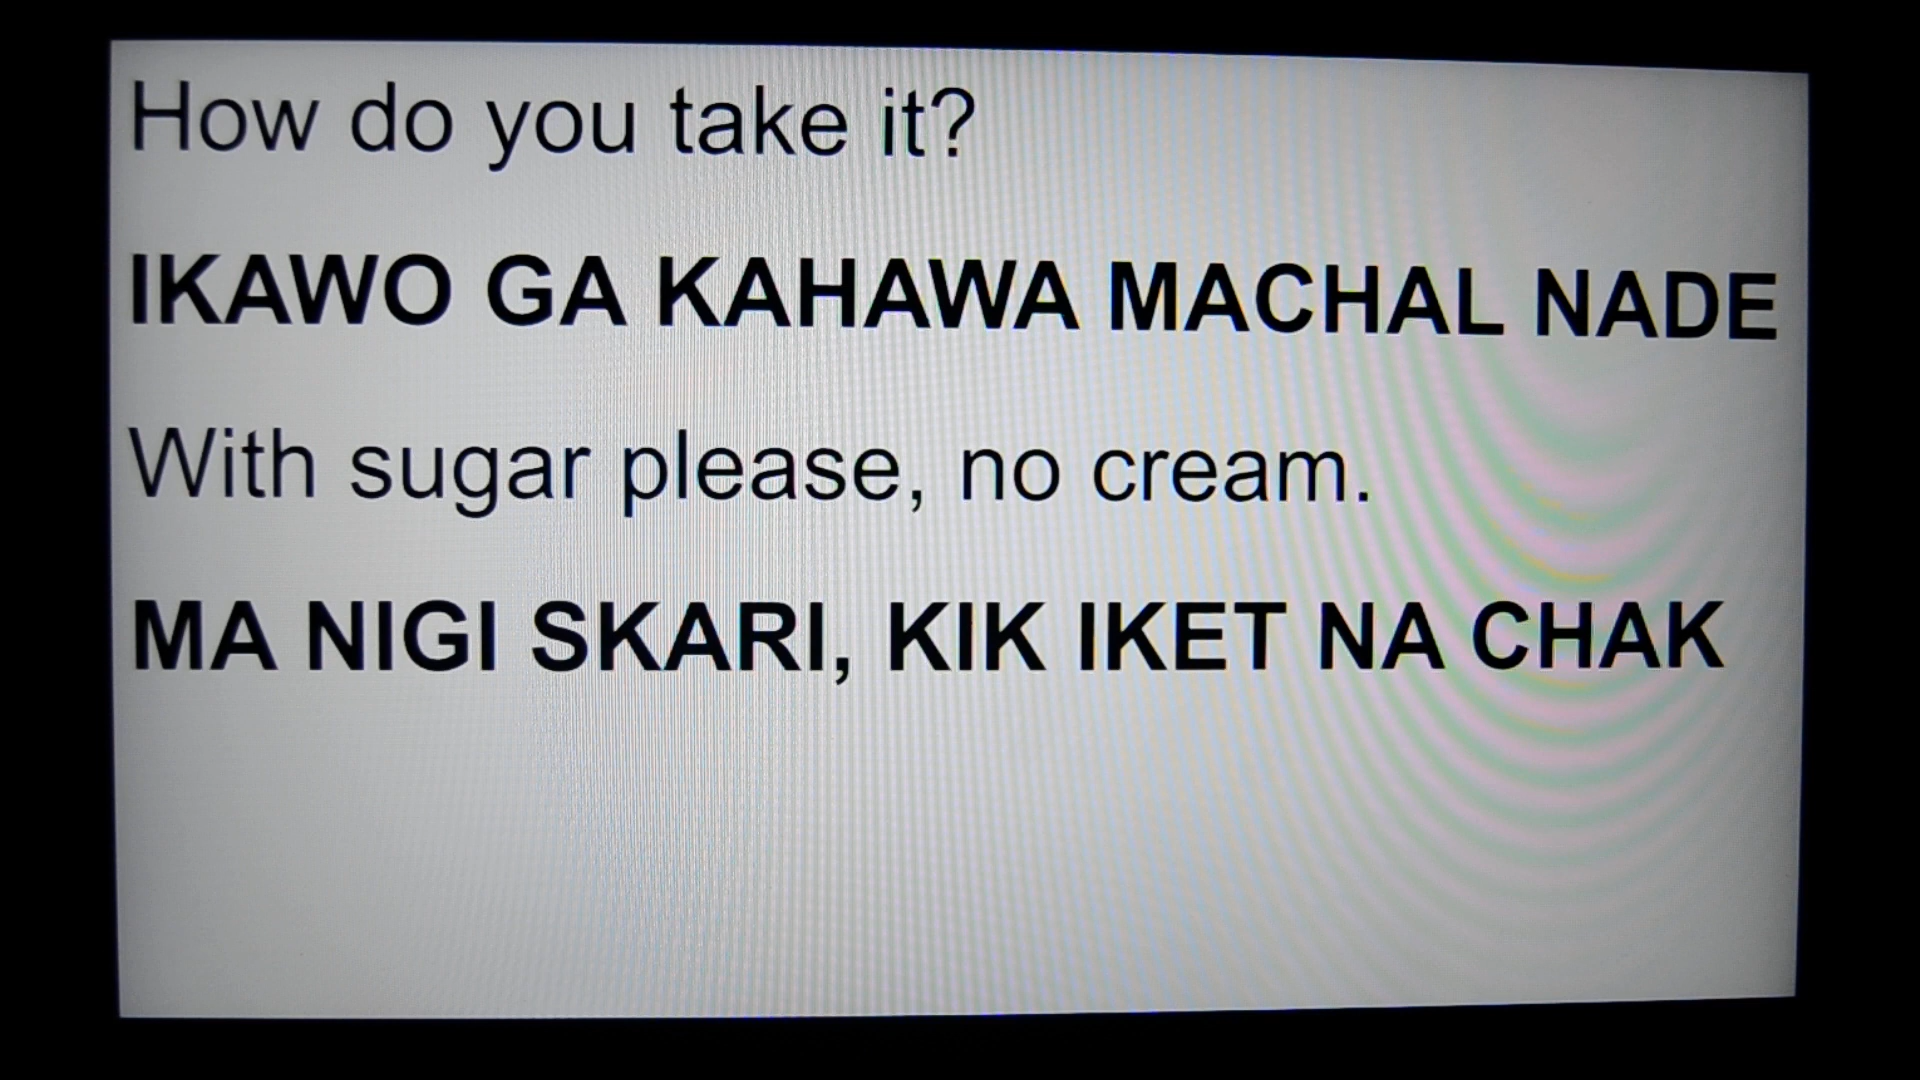 How do you take it?
IKAWO GA KAHAWA MACHAL NADE
With sugar please, no cream.
MA NIGI SKARI, KIK IKET NA CHAK